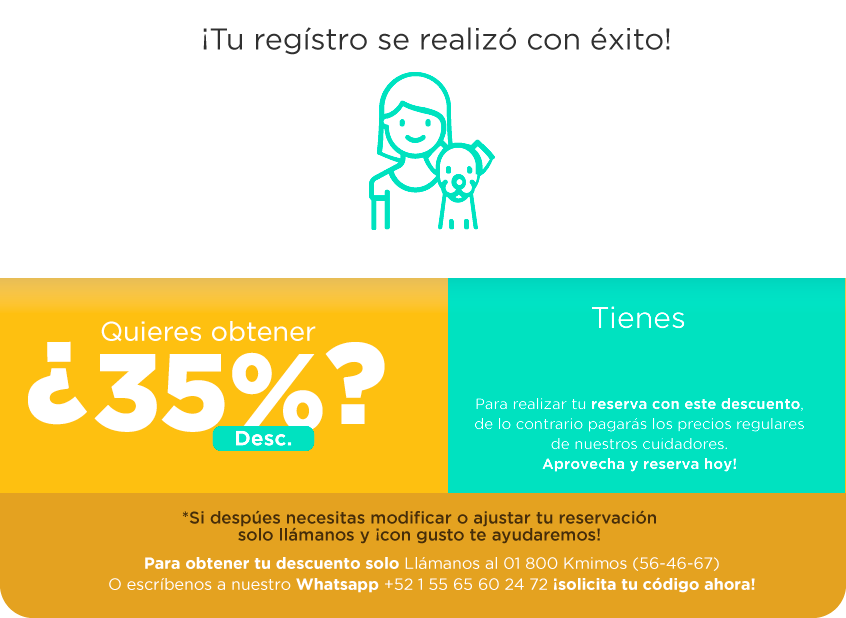 ¡Tu regístro se realizó con éxito!
Quieres obtener
¿35%?
Desc.
Tienes
Para realizar tu reserva con este descuento,
de lo contrario pagarás los precios regulares
de nuestros cuidadores.
Aprovecha y reserva hoy!
*Si despúes necesitas modificar o ajustar tu reservación
solo llámanos y ¡con gusto te ayudaremos!
Para obtener tu descuento solo Llámanos al 01 800 Kmimos (56-46-67)
O escríbenos a nuestro Whatsapp +52 1 55 65 60 24 72 ¡solicita tu código ahora!